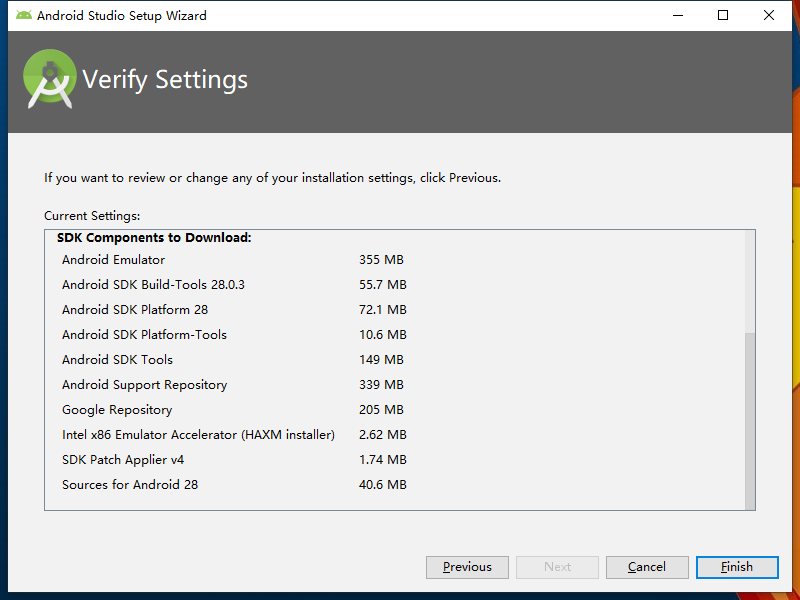 Android Studio Setup Wizard
Verify Settings
If you want to review or change any of your installation settings, click Previous.
Current Settings:
SDK Components to Download:
Android Emulator 355 MB
Android SDK Build-Tools 28.0.3 55.7 MB
Android SDK Platform 28 72.1 MB
Android SDK Platform-Tools 10.6 MB
Android SDK Tools 149 MB
Android Support Repository 339 MB
Google Repository 205 MB
Intel x86 Emulator Accelerator (HAXM installer) 2.62 MB
SDK Patch Applier v4 1.74 MB
Sources for Android 28 40.6 MB
Previous Next Cancel Finish